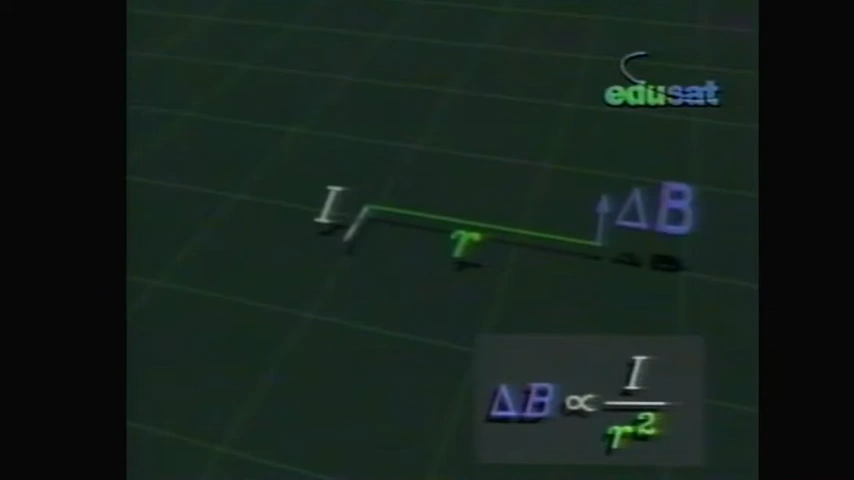 edusat
I
ΔB
r
ΔB ∝ I / r²